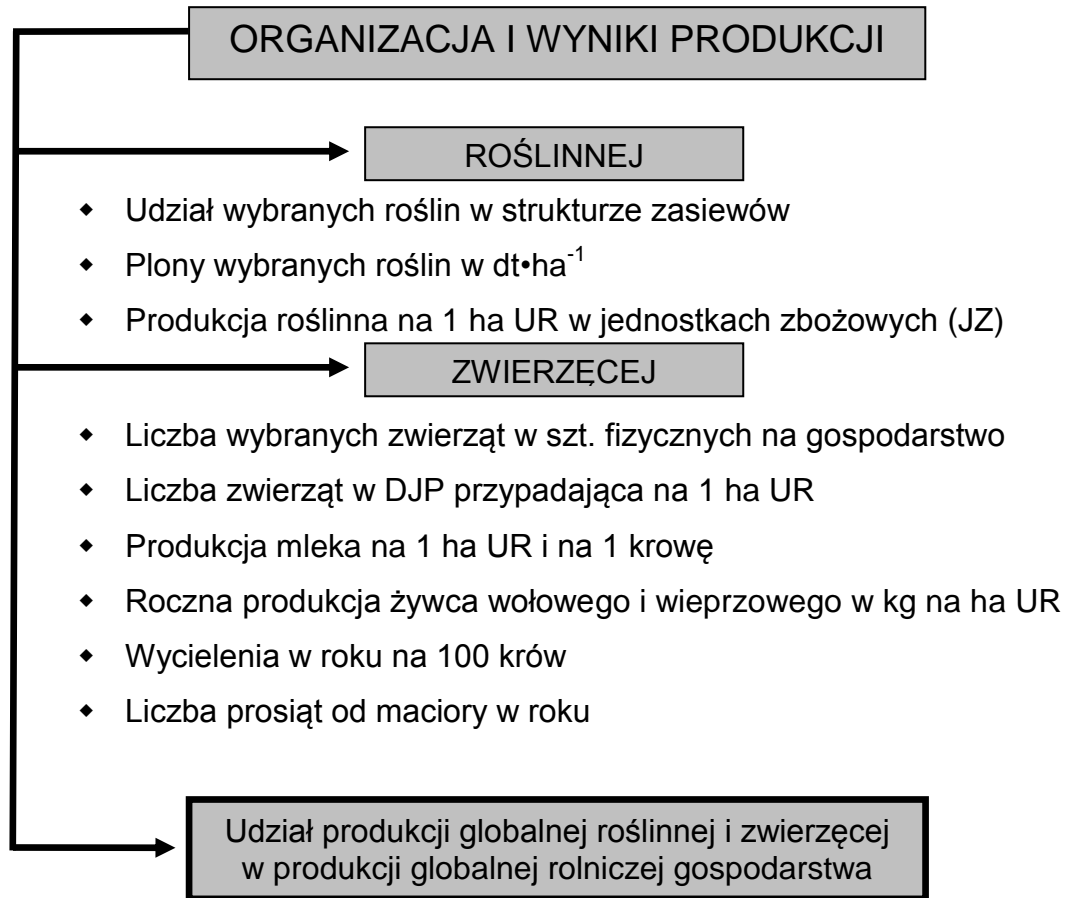 ORGANIZACJA I WYNIKI PRODUKCJI
ROŚLINNEJ
◆ Udział wybranych roślin w strukturze zasiewów
◆ Plony wybranych roślin w dt•ha⁻¹
◆ Produkcja roślinna na 1 ha UR w jednostkach zbożowych (JZ)
ZWIERZĘCEJ
◆ Liczba wybranych zwierząt w szt. fizycznych na gospodarstwo
◆ Liczba zwierząt w DJP przypadająca na 1 ha UR
◆ Produkcja mleka na 1 ha UR i na 1 krowę
◆ Roczna produkcja żywca wołowego i wieprzowego w kg na ha UR
◆ Wycielenia w roku na 100 krów
◆ Liczba prosiąt od maciory w roku
Udział produkcji globalnej roślinnej i zwierzęcej
w produkcji globalnej rolniczej gospodarstwa